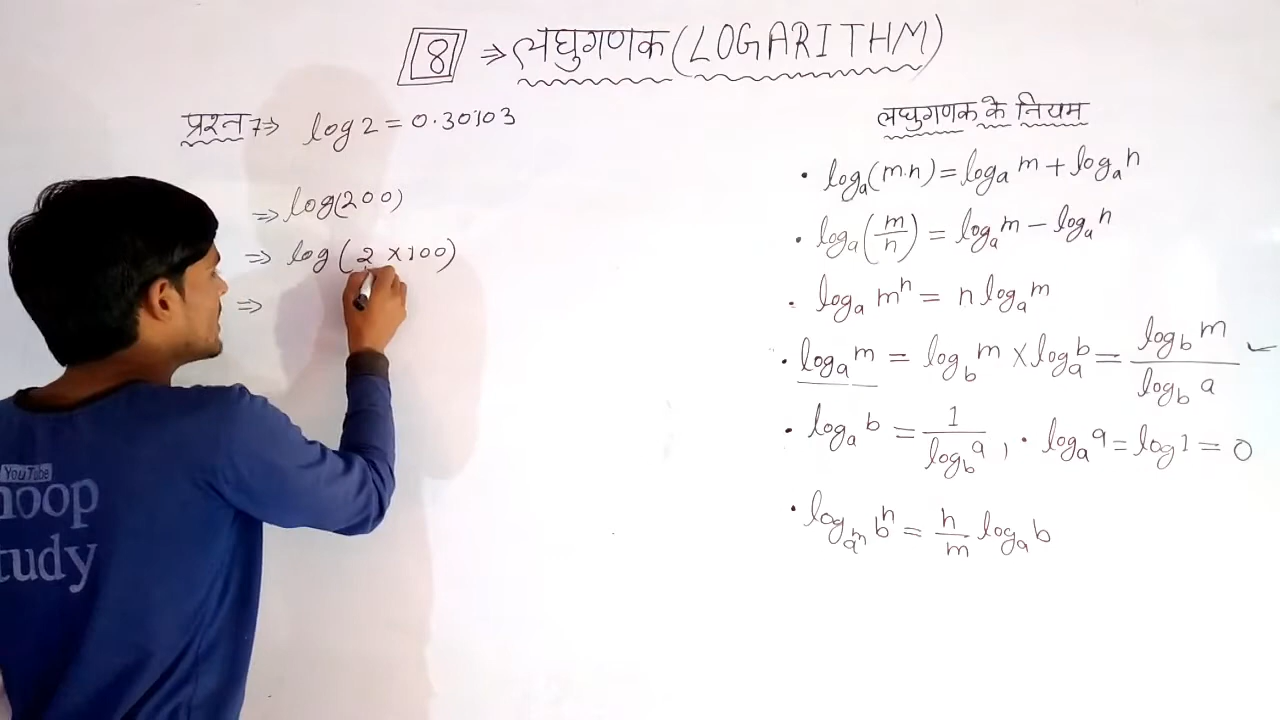 8 ⇒ लघुगणक (LOGARITHM)
प्रश्न 7⇒ log 2 = 0.30103
⇒ log(200)
⇒ log (2 × 100)
⇒
लघुगणक के नियम
• logₐ(m.n) = logₐ m + logₐ n
• logₐ(m/n) = logₐ m − logₐ n
• logₐ mⁿ = n logₐ m
• logₐ m = log_b m × logₐ b = log_b m / log_b a ✓
• logₐ b = 1 / log_b a , • logₐ a = log 1 = 0
• log_{a^m} bⁿ = n/m logₐ b
YouTube
noop
tudy